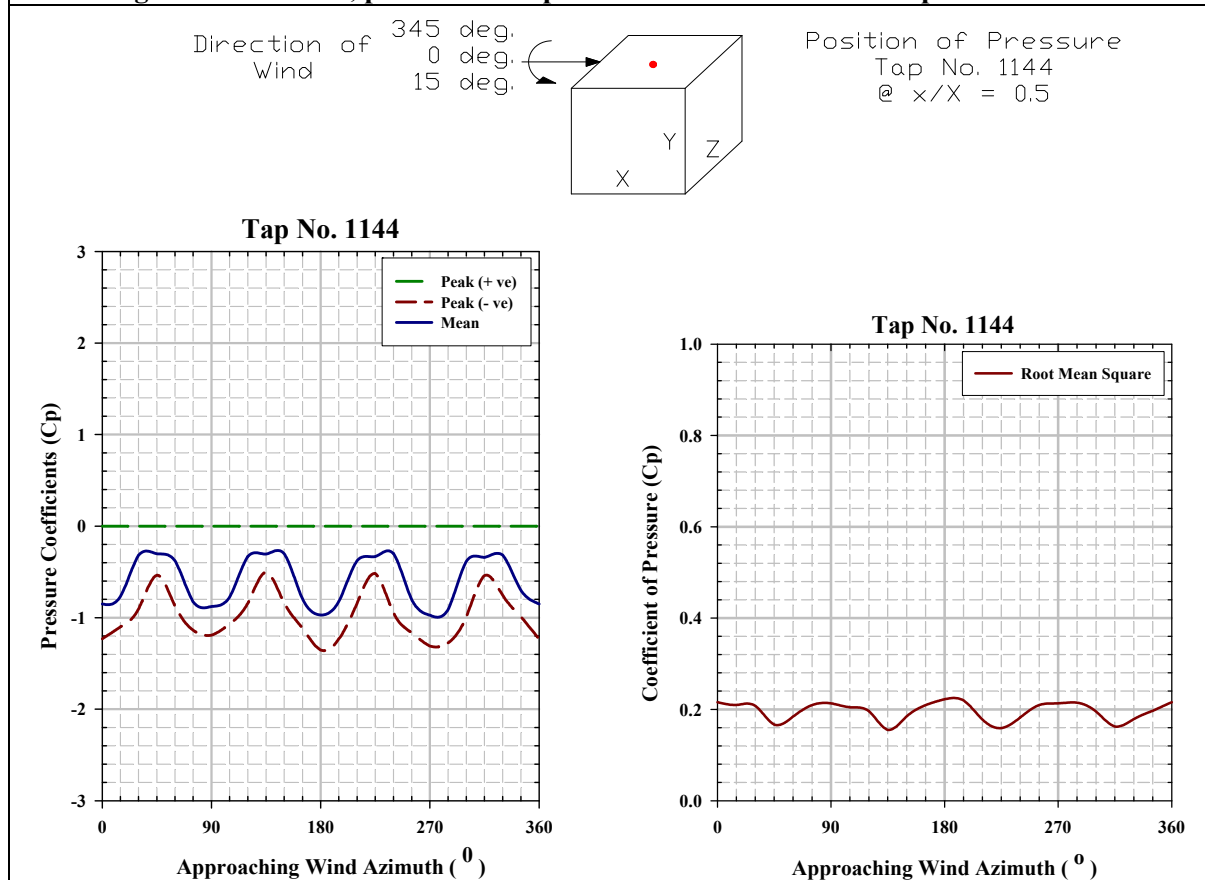 Direction of
Wind
345 deg.
0 deg.
15 deg.
X
Y
Z
Position of Pressure
Tap No. 1144
@ x/X = 0.5
Tap No. 1144
Peak (+ ve)
Peak (- ve)
Mean
Pressure Coefficients (Cp)
3
2
1
0
-1
-2
-3
0
90
180
270
360
Approaching Wind Azimuth ( 0 )
Tap No. 1144
Root Mean Square
Coefficient of Pressure (Cp)
1.0
0.8
0.6
0.4
0.2
0.0
0
90
180
270
360
Approaching Wind Azimuth ( o )